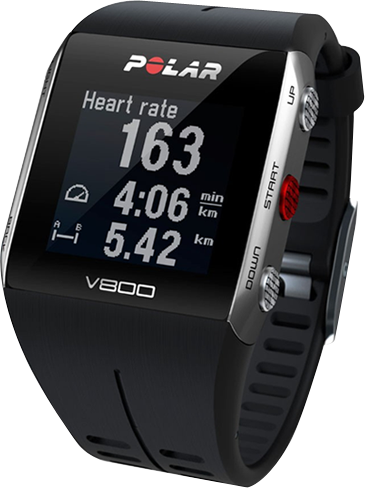 POLAR
Heart rate
163
4:06 min/km
A B
5.42 km
V800
UP
START
DOWN